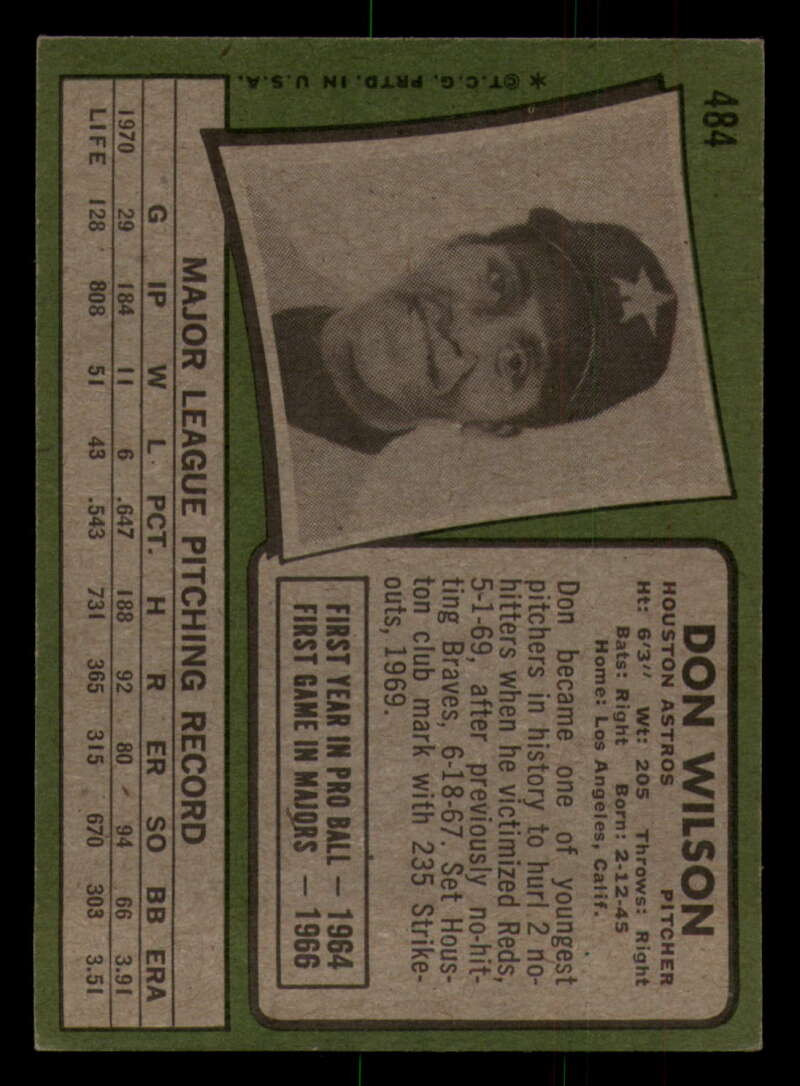 484
✶ ©T.C.G. PRTD. IN U.S.A.
DON WILSON
HOUSTON ASTROS PITCHER
Ht: 6'3" Wt: 205 Throws: Right
Bats: Right Born: 2-12-45
Home: Los Angeles, Calif.
Don became one of youngest
pitchers in history to hurl 2 no-
hitters when he victimized Reds,
5-1-69, after previously no-hit-
ting Braves, 6-18-67. Set Hous-
ton club mark with 235 Strike-
outs, 1969.
FIRST YEAR IN PRO BALL — 1964
FIRST GAME IN MAJORS — 1966
MAJOR LEAGUE PITCHING RECORD
G IP W L PCT. H R ER SO BB ERA
1970 29 184 11 6 .647 188 92 80 94 66 3.91
LIFE 128 808 51 43 .543 731 365 315 670 303 3.51